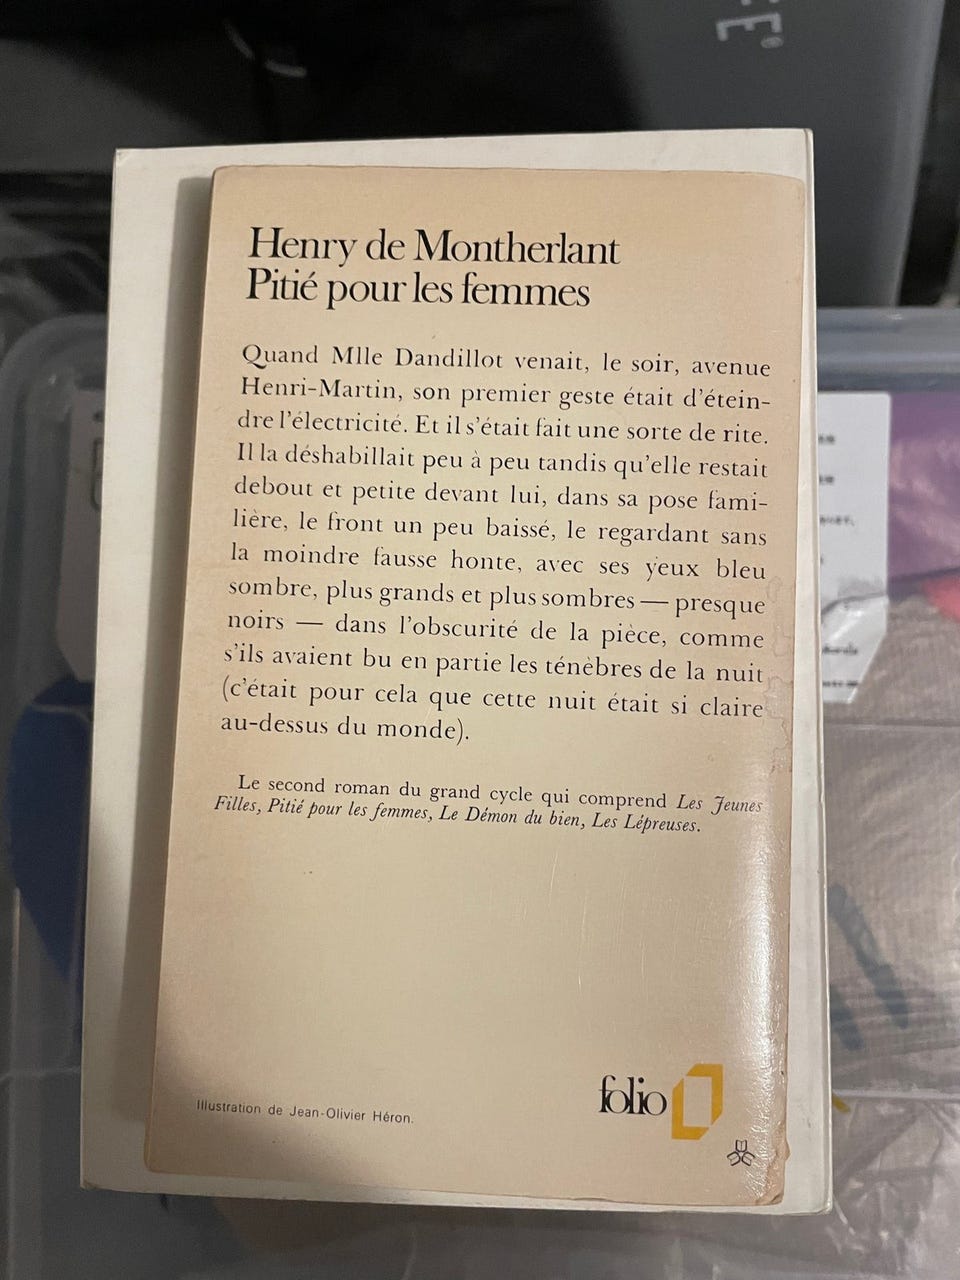 Henry de Montherlant
Pitié pour les femmes
Quand Mlle Dandillot venait, le soir, avenue
Henri-Martin, son premier geste était d'étein-
dre l'électricité. Et il s'était fait une sorte de rite.
Il la déshabillait peu à peu tandis qu'elle restait
debout et petite devant lui, dans sa pose fami-
lière, le front un peu baissé, le regardant sans
la moindre fausse honte, avec ses yeux bleu
sombre, plus grands et plus sombres — presque
noirs — dans l'obscurité de la pièce, comme
s'ils avaient bu en partie les ténèbres de la nuit
(c'était pour cela que cette nuit était si claire
au-dessus du monde).
Le second roman du grand cycle qui comprend Les Jeunes
Filles, Pitié pour les femmes, Le Démon du bien, Les Lépreuses.
Illustration de Jean-Olivier Héron.
folio